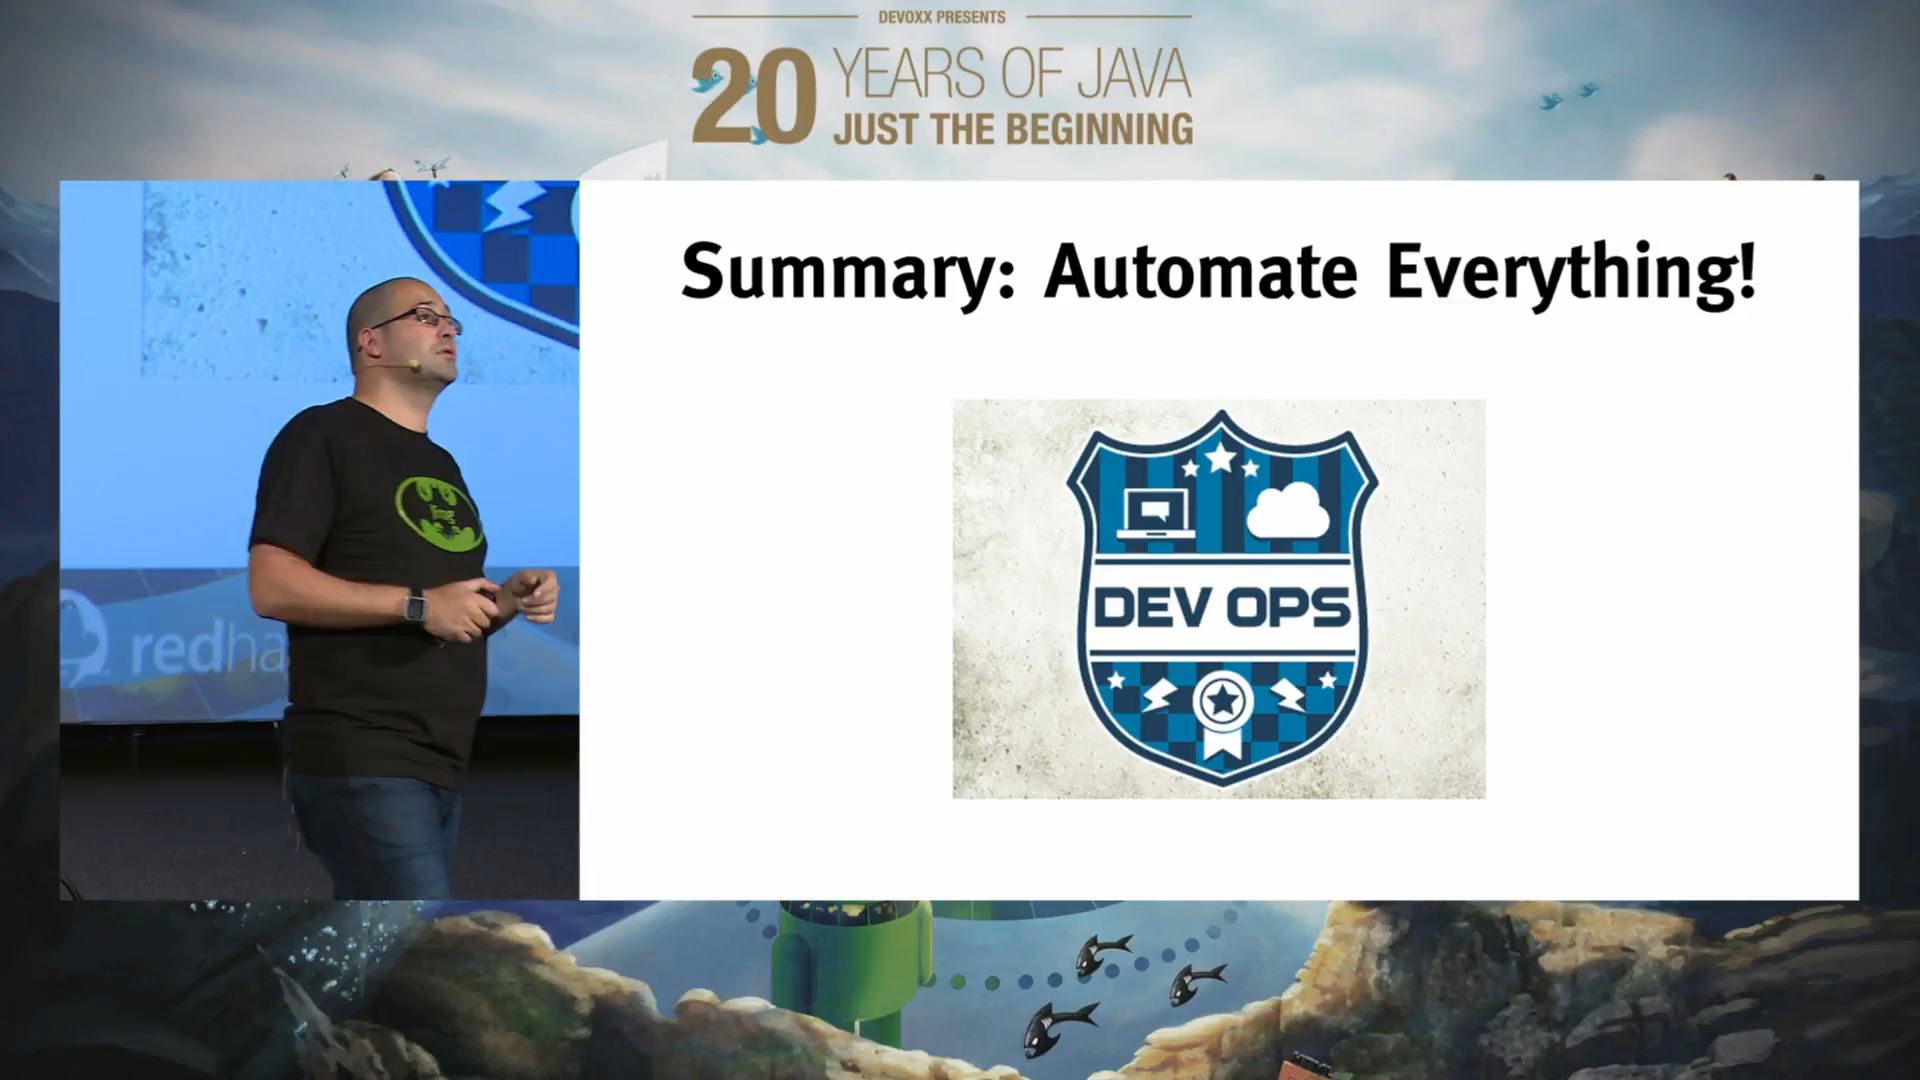 DEVOXX PRESENTS
20 YEARS OF JAVA
JUST THE BEGINNING
Summary: Automate Everything!
DEV OPS
redha